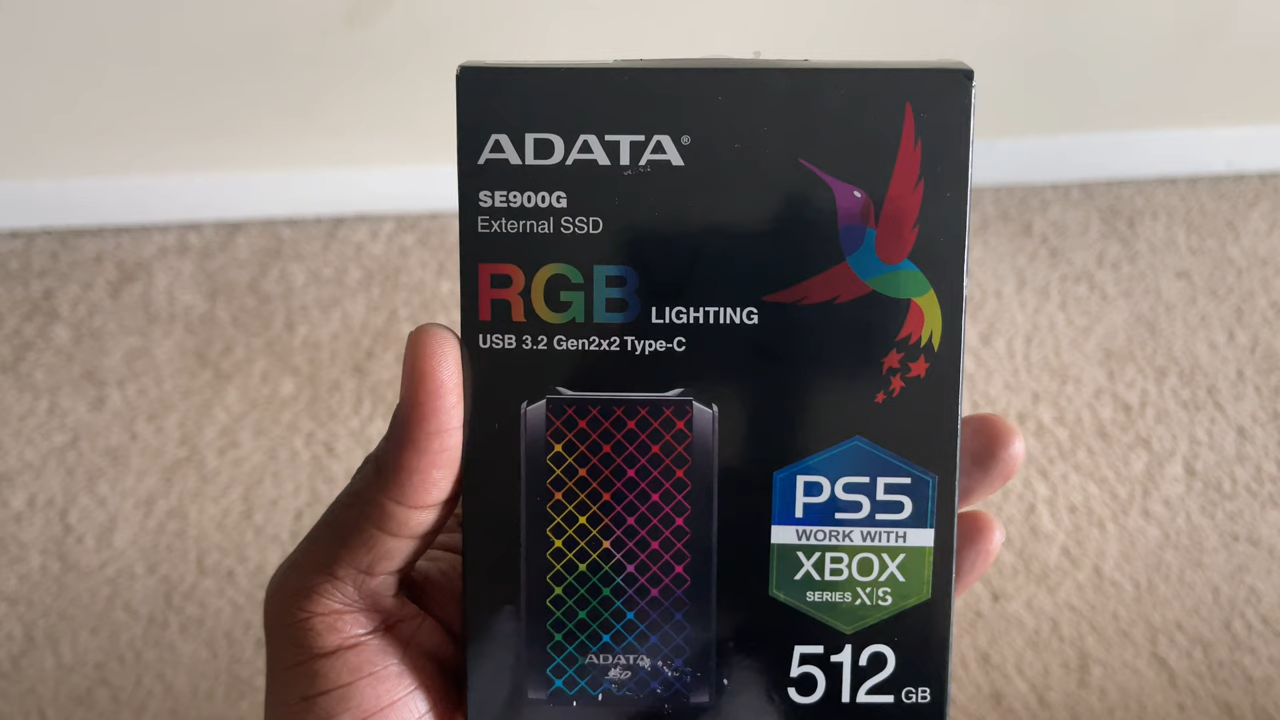 ADATA®
SE900G
External SSD
RGB LIGHTING
USB 3.2 Gen2x2 Type-C
PS5
WORK WITH
XBOX
SERIES X|S
ADATA
SSD
512 GB